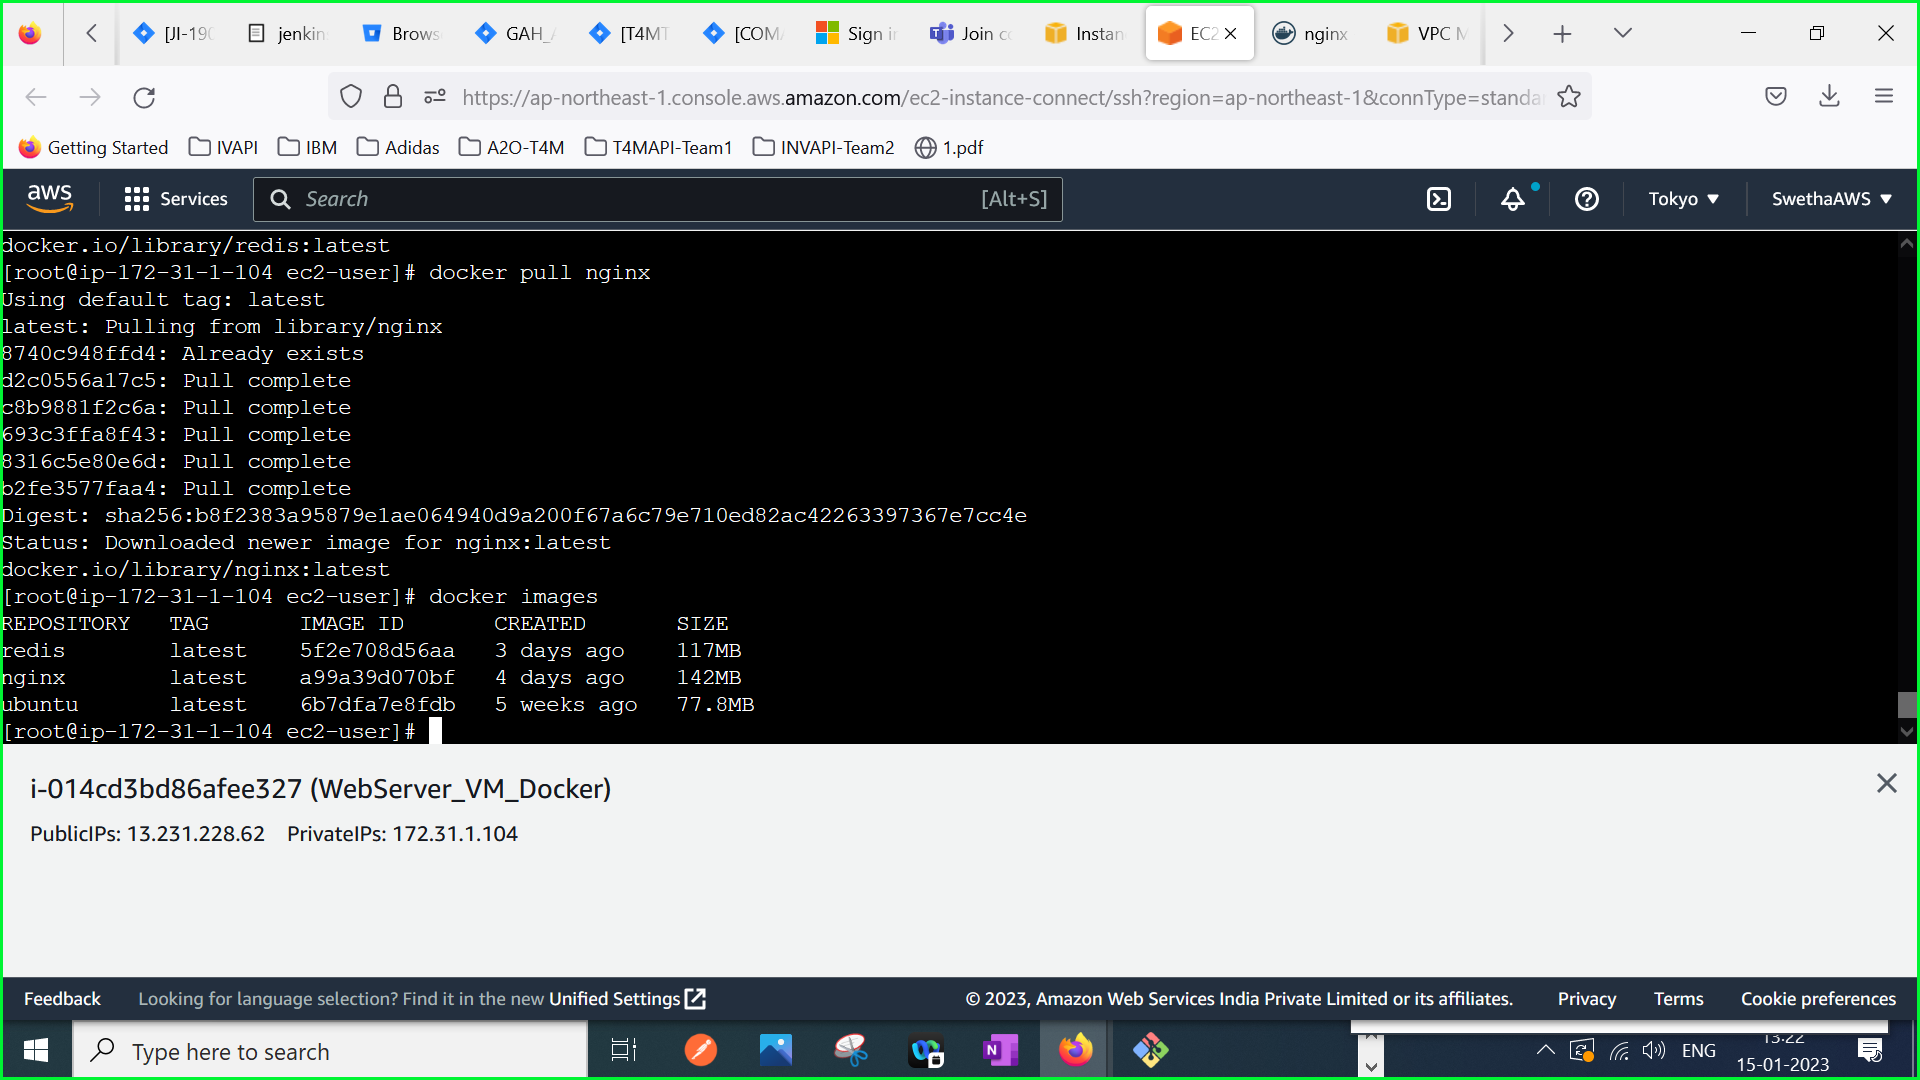 [JI-190
jenkin
Brows
GAH_A
[T4MT
[COMA
Sign in
Join co
Instan
EC2
nginx
VPC M
https://ap-northeast-1.console.aws.amazon.com/ec2-instance-connect/ssh?region=ap-northeast-1&connType=standa
Getting Started
IVAPI
IBM
Adidas
A2O-T4M
T4MAPI-Team1
INVAPI-Team2
1.pdf
aws
Services
Search
[Alt+S]
Tokyo
SwethaAWS
docker.io/library/redis:latest
[root@ip-172-31-1-104 ec2-user]# docker pull nginx
Using default tag: latest
latest: Pulling from library/nginx
8740c948ffd4: Already exists
d2c0556a17c5: Pull complete
c8b9881f2c6a: Pull complete
693c3ffa8f43: Pull complete
8316c5e80e6d: Pull complete
b2fe3577faa4: Pull complete
Digest: sha256:b8f2383a95879e1ae064940d9a200f67a6c79e710ed82ac42263397367e7cc4e
Status: Downloaded newer image for nginx:latest
docker.io/library/nginx:latest
[root@ip-172-31-1-104 ec2-user]# docker images
REPOSITORY TAG IMAGE ID CREATED SIZE
redis latest 5f2e708d56aa 3 days ago 117MB
nginx latest a99a39d070bf 4 days ago 142MB
ubuntu latest 6b7dfa7e8fdb 5 weeks ago 77.8MB
[root@ip-172-31-1-104 ec2-user]#
i-014cd3bd86afee327 (WebServer_VM_Docker)
PublicIPs: 13.231.228.62 PrivateIPs: 172.31.1.104
Feedback
Looking for language selection? Find it in the new Unified Settings
© 2023, Amazon Web Services India Private Limited or its affiliates.
Privacy
Terms
Cookie preferences
Type here to search
ENG
13:22
15-01-2023